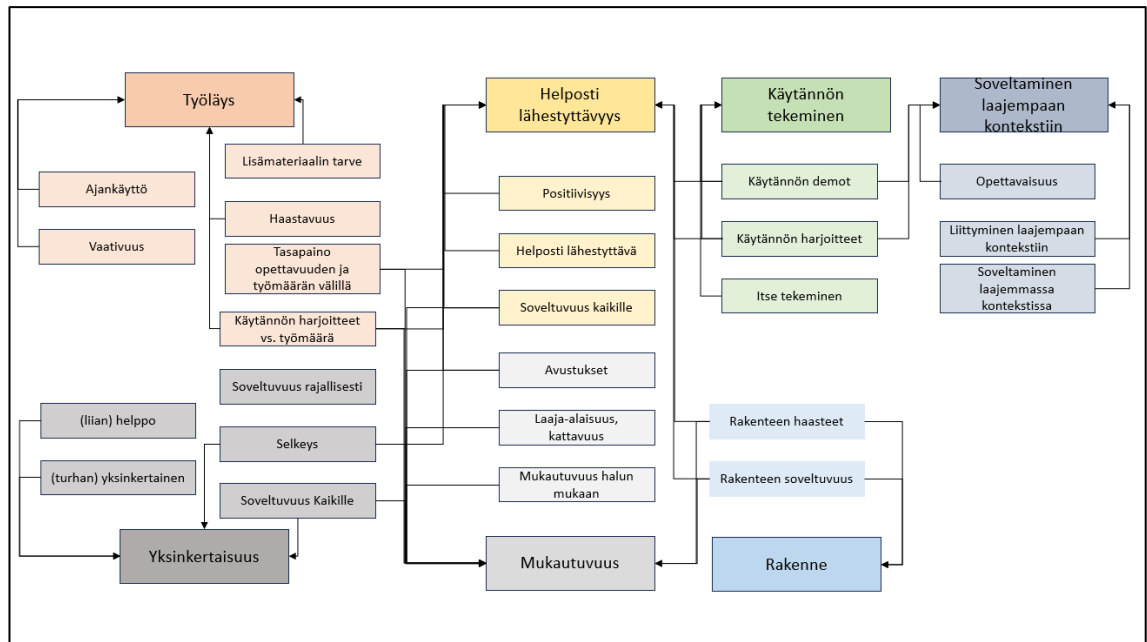 Työläys
Lisämateriaalin tarve
Ajankäyttö
Haastavuus
Vaativuus
Tasapaino
opettavuuden ja
työmäärän välillä
Käytännön harjoitteet
vs. työmäärä
Soveltuvuus rajallisesti
(liian) helppo
Selkeys
(turhan) yksinkertainen
Soveltuvuus Kaikille
Yksinkertaisuus
Helposti
lähestyttävyys
Positiivisyys
Helposti lähestyttävä
Soveltuvuus kaikille
Avustukset
Laaja-alaisuus,
kattavuus
Mukautuvuus halun
mukaan
Mukautuvuus
Käytännön
tekeminen
Käytännön demot
Käytännön harjoitteet
Itse tekeminen
Rakenteen haasteet
Rakenteen soveltuvuus
Rakenne
Soveltaminen
laajempaan
kontekstiin
Opettavaisuus
Liittyminen laajempaan
kontekstiin
Soveltaminen
laajemmassa
kontekstissa